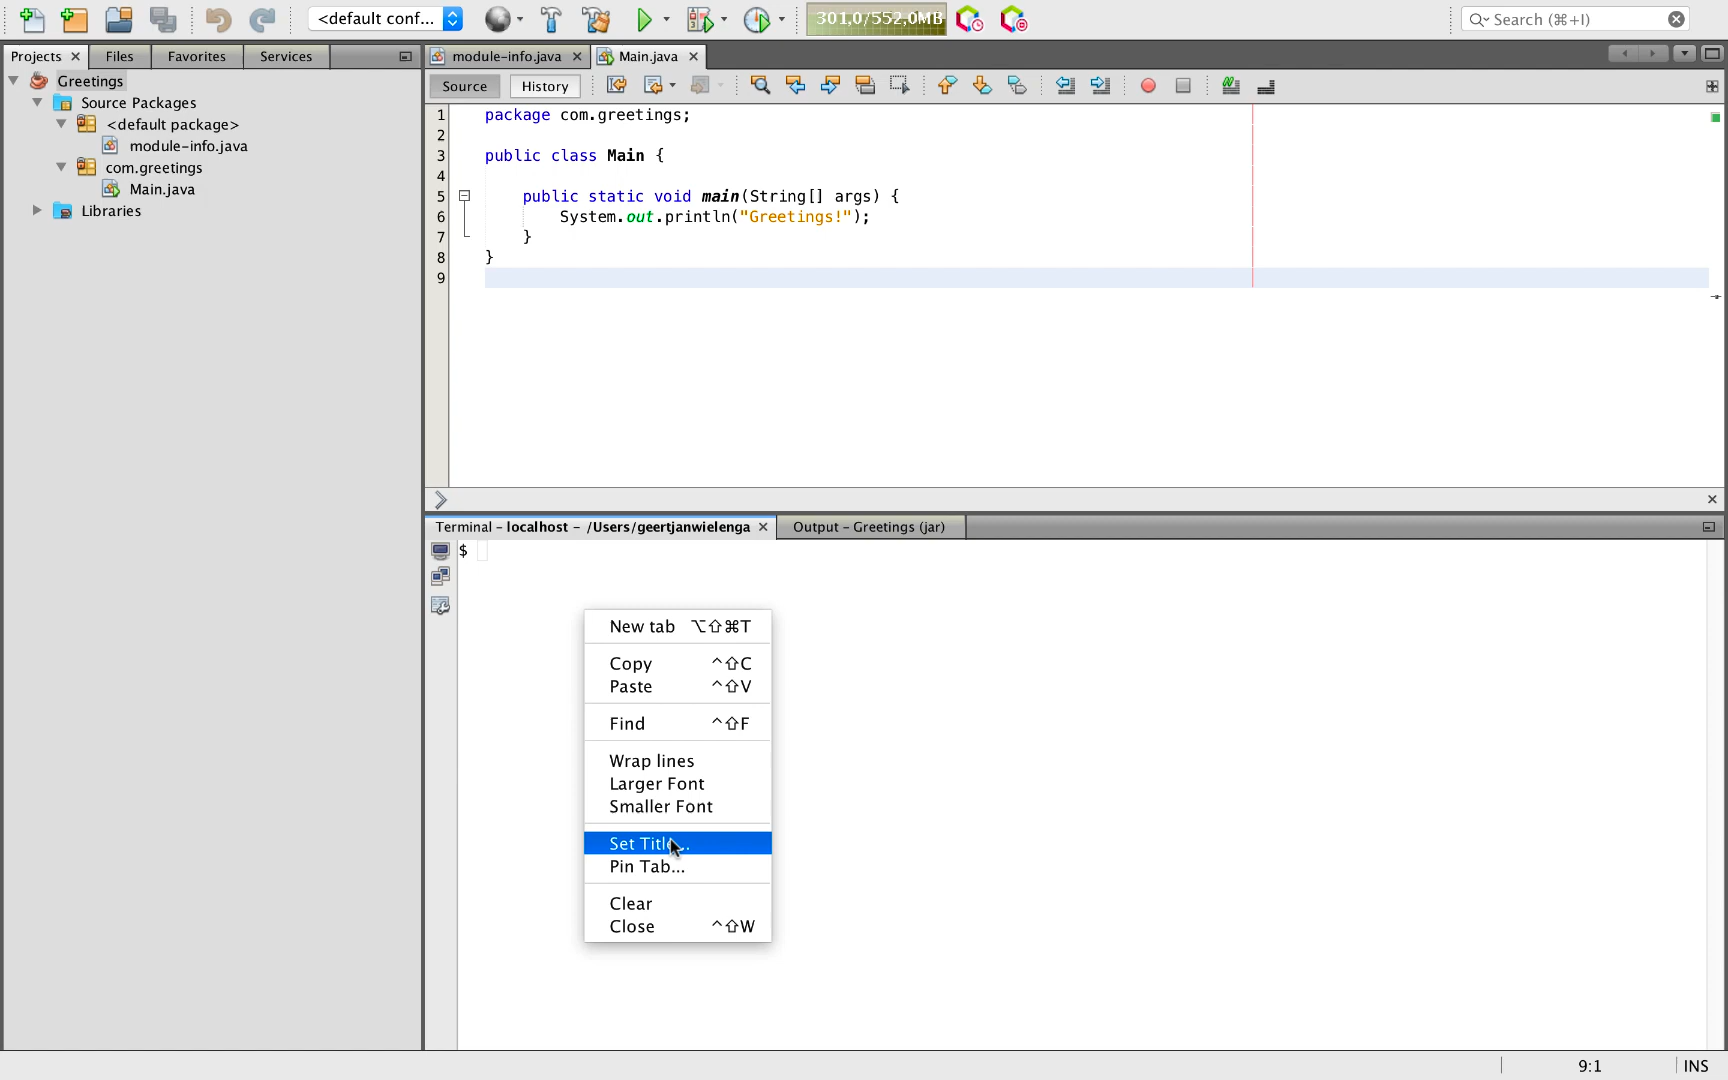 <default conf...
301,0/552,0MB
Search (⌘+I)
Projects Files Favorites Services
module-info.java Main.java
Greetings
Source Packages
<default package>
module-info.java
com.greetings
Main.java
Libraries
Source History
1 package com.greetings;
2
3 public class Main {
4
5 public static void main(String[] args) {
6 System.out.println("Greetings!");
7 }
8 }
9
Terminal - localhost - /Users/geertjanwielenga Output - Greetings (jar)
$
New tab ⌥⇧⌘T
Copy ^⇧C
Paste ^⇧V
Find ^⇧F
Wrap lines
Larger Font
Smaller Font
Set Title...
Pin Tab...
Clear
Close ^⇧W
9:1 INS